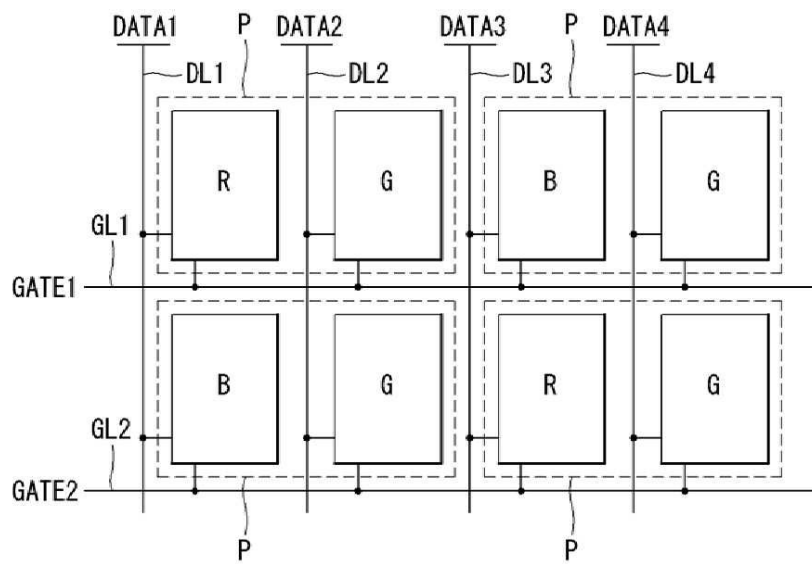 DATA1 P DATA2 DATA3 P DATA4
DL1 DL2 DL3 DL4
R G B G
GL1
GATE1
B G R G
GL2
GATE2
P P